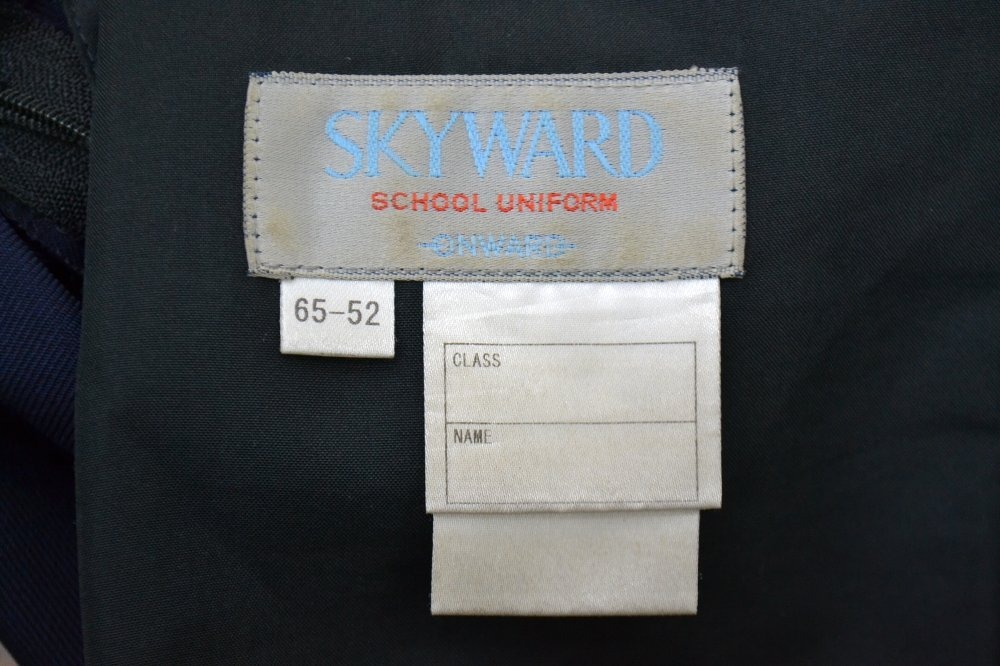 SKYWARD
SCHOOL UNIFORM
ONWARD
65-52
CLASS
NAME